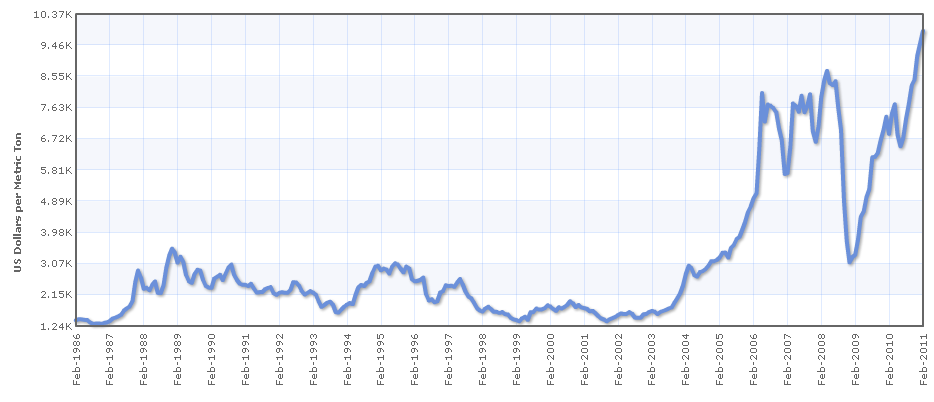 10.37K
9.46K
8.55K
7.63K
6.72K
5.81K
4.89K
3.98K
3.07K
2.15K
1.24K
US Dollars per Metric Ton
Feb-1986
Feb-1987
Feb-1988
Feb-1989
Feb-1990
Feb-1991
Feb-1992
Feb-1993
Feb-1994
Feb-1995
Feb-1996
Feb-1997
Feb-1998
Feb-1999
Feb-2000
Feb-2001
Feb-2002
Feb-2003
Feb-2004
Feb-2005
Feb-2006
Feb-2007
Feb-2008
Feb-2009
Feb-2010
Feb-2011